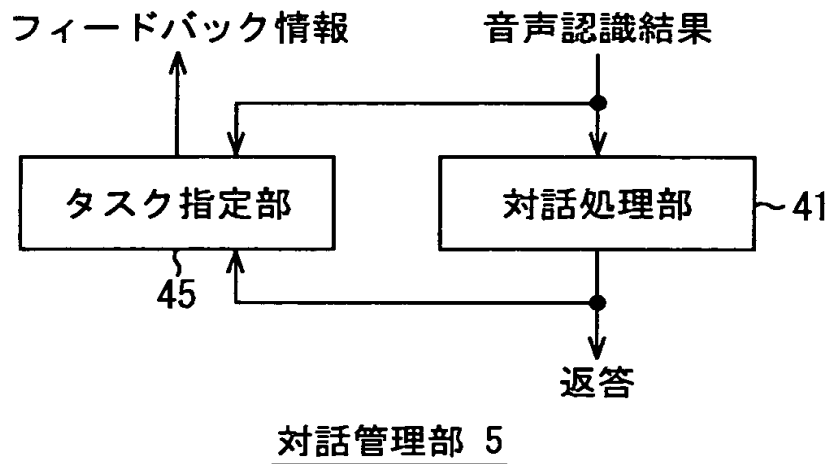 フィードバック情報
音声認識結果
タスク指定部
対話処理部
41
45
返答
対話管理部 5